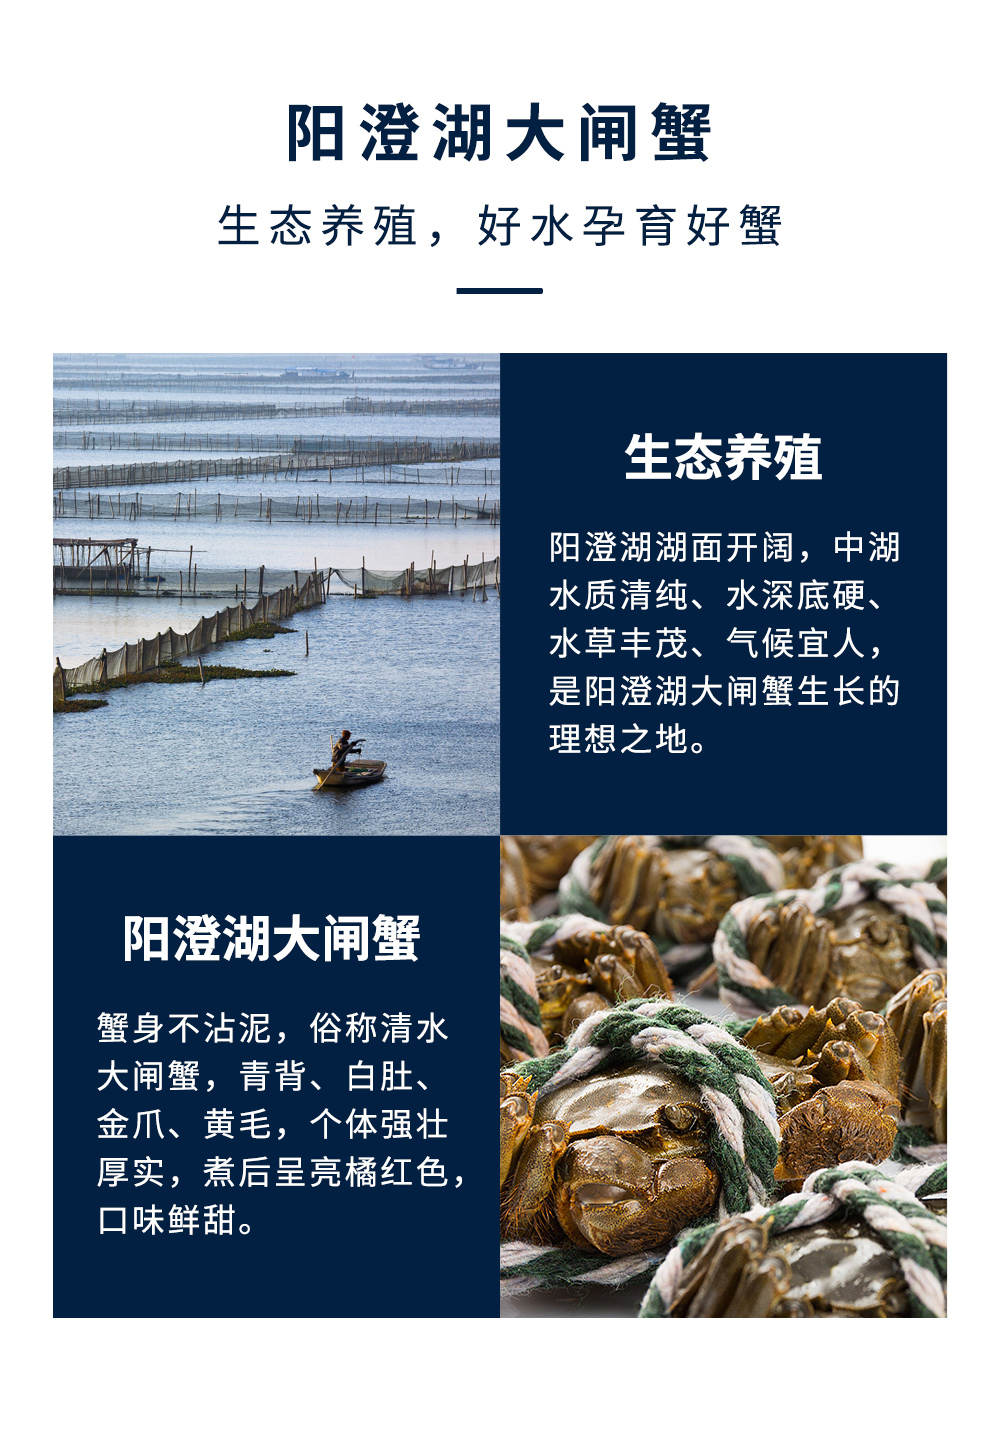 阳澄湖大闸蟹
生态养殖，好水孕育好蟹
生态养殖
阳澄湖湖面开阔，中湖
水质清纯、水深底硬、
水草丰茂、气候宜人，
是阳澄湖大闸蟹生长的
理想之地。
阳澄湖大闸蟹
蟹身不沾泥，俗称清水
大闸蟹，青背、白肚、
金爪、黄毛，个体强壮
厚实，煮后呈亮橘红色，
口味鲜甜。